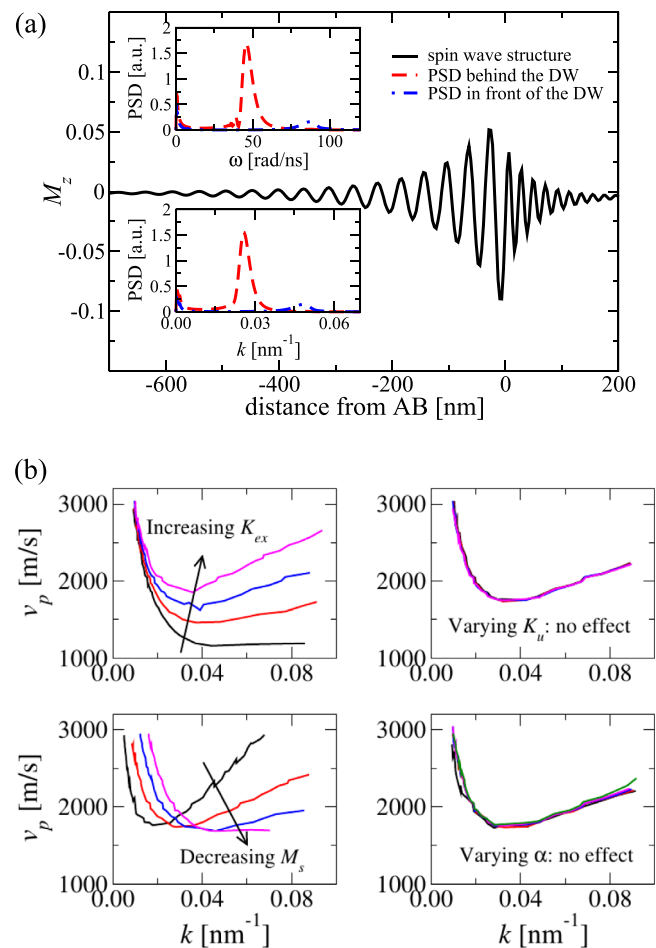 (a)
spin wave structure
PSD behind the DW
PSD in front of the DW
PSD [a.u.]
2
1.5
1
0.5
0
0
50
100
ω [rad/ns]
PSD [a.u.]
2
1.5
1
0.5
0
0.00
0.03
0.06
k [nm⁻¹]
M_z
0.1
0.05
0
-0.05
-0.1
-600
-400
-200
0
200
distance from AB [nm]
(b)
v_p [m/s]
3000
2000
1000
Increasing K_ex
0.00
0.04
0.08
v_p [m/s]
3000
2000
1000
Varying K_u: no effect
0.00
0.04
0.08
v_p [m/s]
3000
2000
1000
Decreasing M_s
0.00
0.04
0.08
k [nm⁻¹]
v_p [m/s]
3000
2000
1000
Varying α: no effect
0.00
0.04
0.08
k [nm⁻¹]